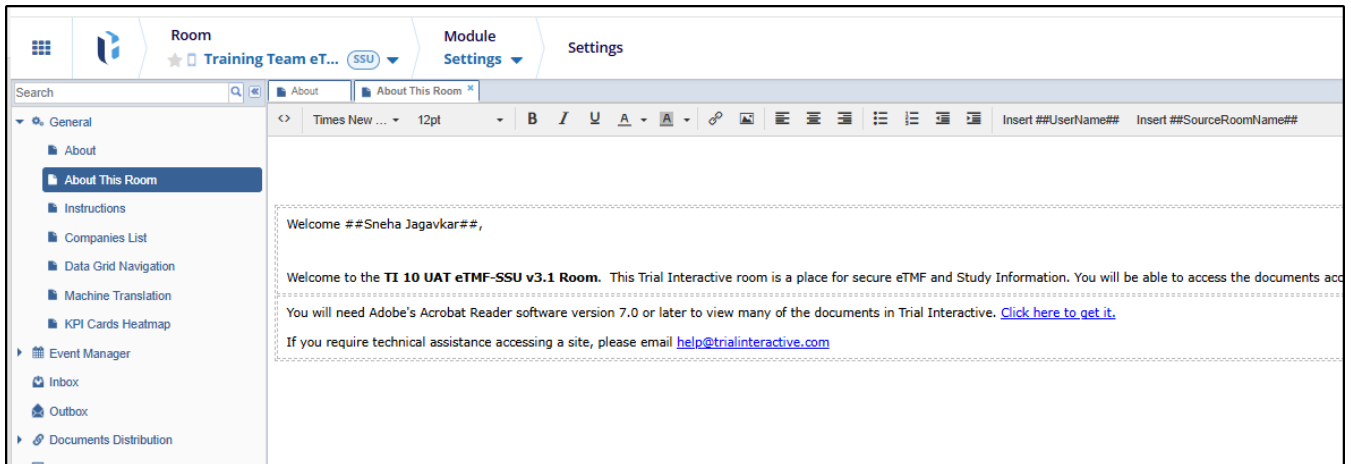 Room
Training Team eT... SSU
Module
Settings
Settings
Search
About
About This Room
General
About
About This Room
Instructions
Companies List
Data Grid Navigation
Machine Translation
KPI Cards Heatmap
Event Manager
Inbox
Outbox
Documents Distribution
Times New ... 12pt B I U A A Insert ##UserName## Insert ##SourceRoomName##
Welcome ##Sneha Jagavkar##,
Welcome to the TI 10 UAT eTMF-SSU v3.1 Room. This Trial Interactive room is a place for secure eTMF and Study Information. You will be able to access the documents acc
You will need Adobe's Acrobat Reader software version 7.0 or later to view many of the documents in Trial Interactive. Click here to get it.
If you require technical assistance accessing a site, please email help@trialinteractive.com